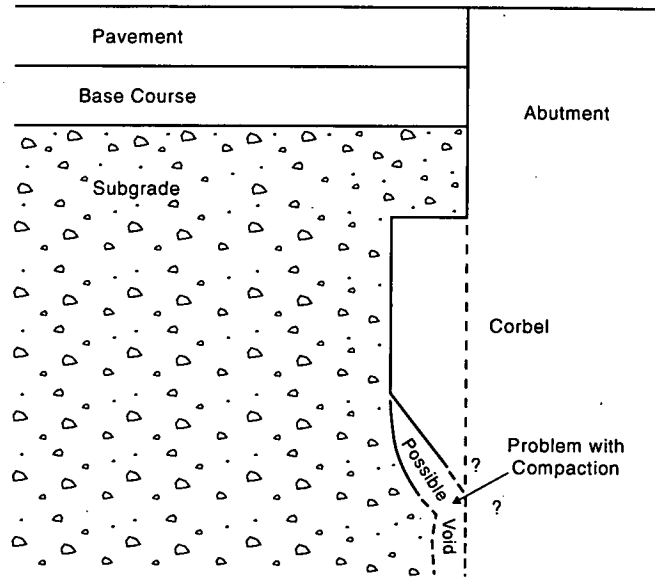 Pavement
Base Course
Abutment
Subgrade
Corbel
Possible
Void
Problem with
Compaction
?
?